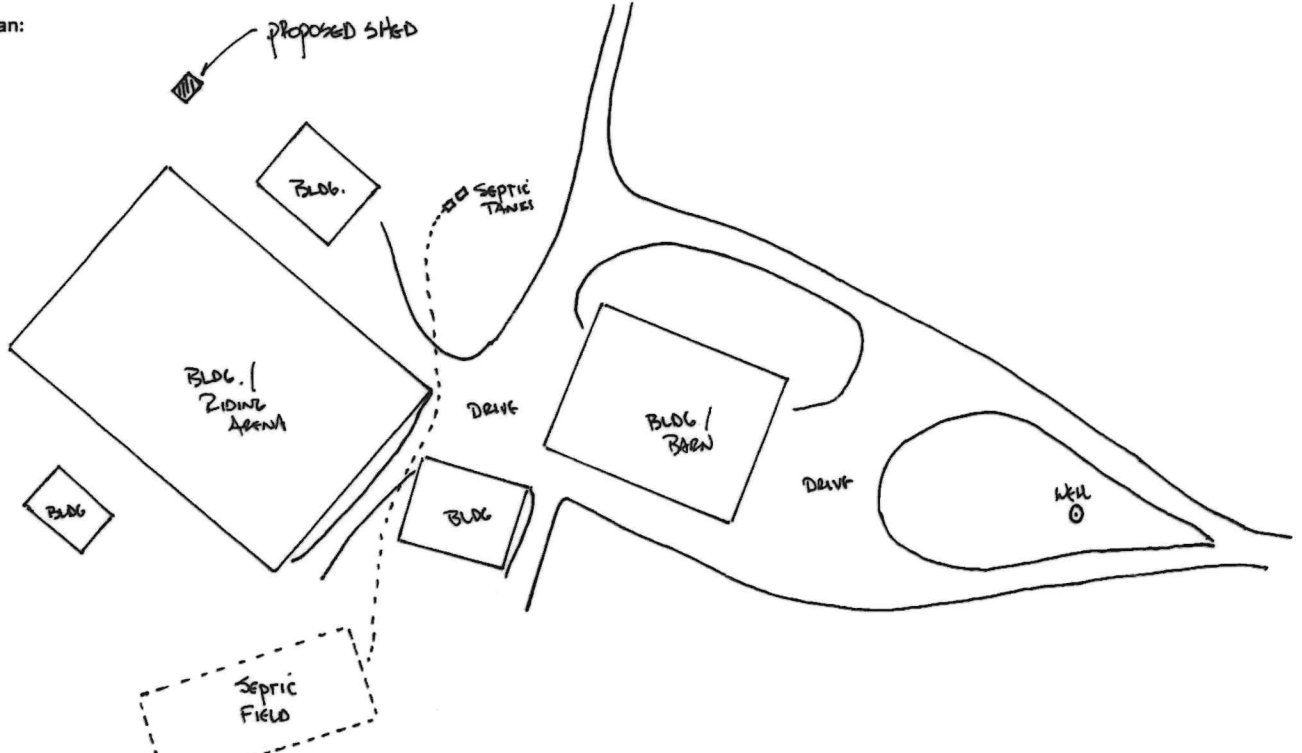 an:
PROPOSED SHED
BLDG.
SEPTIC
TANKS
BLDG. /
RIDING
ARENA
DRIVE
BLDG /
BARN
DRIVE
WELL
BLDG
BLDG
SEPTIC
FIELD